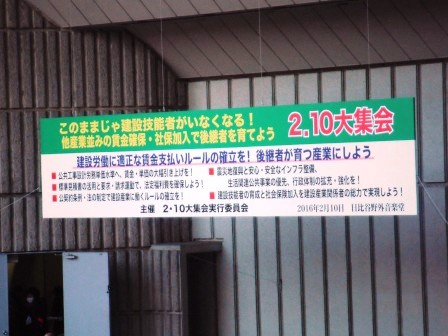 このままじゃ建設技能者がいなくなる！
他産業並みの賃金確保・社保加入で後継者を育てよう
2.10大集会
建設労働に適正な賃金支払いルールの確立を！ 後継者が育つ産業にしよう
■ 公共工事設計労務単価水準へ、賃金・単価の大幅引き上げを！
■ 標準見積書の活用と要求・請求運動で、法定福利費を確保しよう！
■ 公契約条例・法の制定で建設産業に働くルールの確立を！
■ 震災地復興と安心・安全なインフラ整備、
生活関連公共事業の優先、行政体制の拡充・強化を！
■ 建設技能者の育成と社会保険加入を建設産業関係者の総力で実現しよう！
主催 2・10大集会実行委員会
2016年2月10日 日比谷野外音楽堂